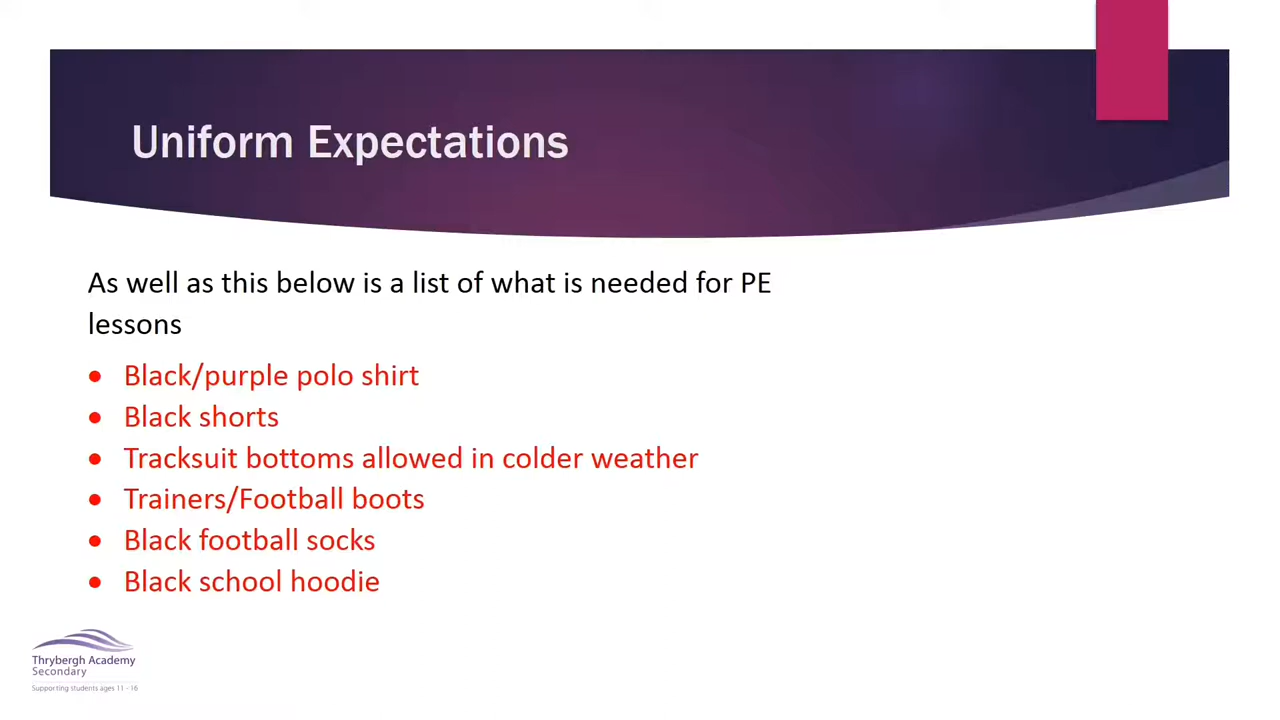 Uniform Expectations
As well as this below is a list of what is needed for PE
lessons
• Black/purple polo shirt
• Black shorts
• Tracksuit bottoms allowed in colder weather
• Trainers/Football boots
• Black football socks
• Black school hoodie
Thrybergh Academy
Secondary
Supporting students ages 11 - 16